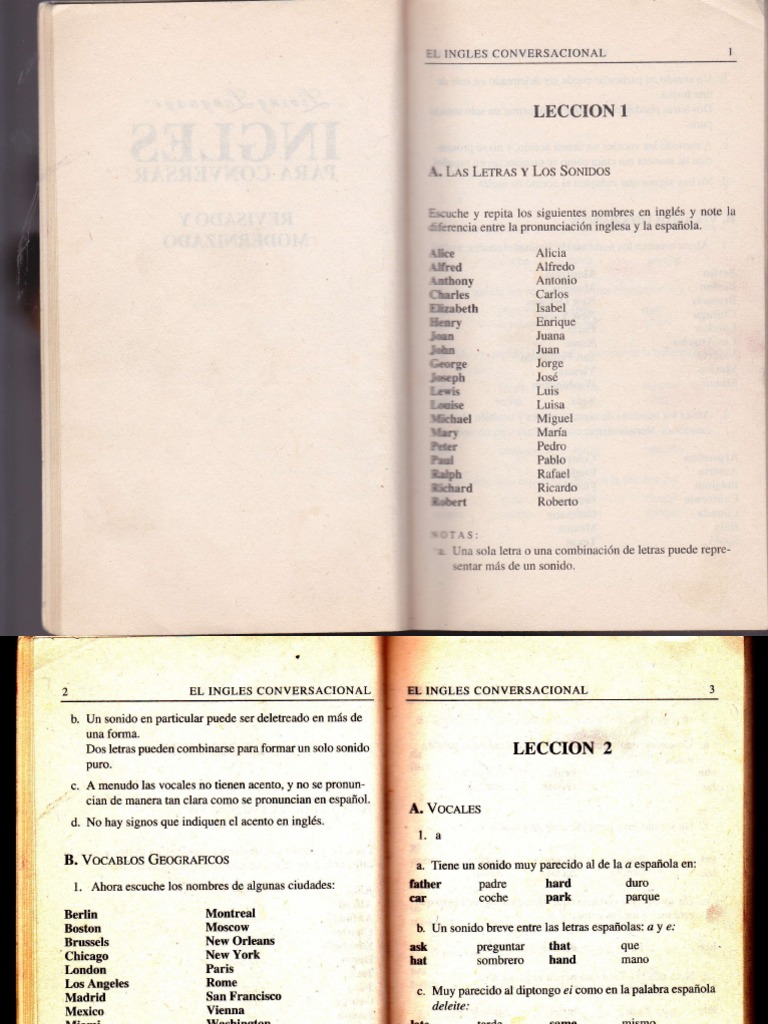 EL INGLES CONVERSACIONAL 1
LECCION 1
A. LAS LETRAS Y LOS SONIDOS
Escuche y repita los siguientes nombres en inglés y note la
diferencia entre la pronunciación inglesa y la española.
Alice Alicia
Alfred Alfredo
Anthony Antonio
Charles Carlos
Elizabeth Isabel
Henry Enrique
Joan Juana
John Juan
George Jorge
Joseph José
Lewis Luis
Louise Luisa
Michael Miguel
Mary María
Peter Pedro
Paul Pablo
Ralph Rafael
Richard Ricardo
Robert Roberto
NOTAS:
a. Una sola letra o una combinación de letras puede repre-
sentar más de un sonido.
2 EL INGLES CONVERSACIONAL
b. Un sonido en particular puede ser deletreado en más de
una forma.
Dos letras pueden combinarse para formar un solo sonido
puro.
c. A menudo las vocales no tienen acento, y no se pronun-
cian de manera tan clara como se pronuncian en español.
d. No hay signos que indiquen el acento en inglés.
B. VOCABLOS GEOGRAFICOS
1. Ahora escuche los nombres de algunas ciudades:
Berlin Montreal
Boston Moscow
Brussels New Orleans
Chicago New York
London Paris
Los Angeles Rome
Madrid San Francisco
Mexico Vienna
Miami Washington
EL INGLES CONVERSACIONAL 3
LECCION 2
A. VOCALES
1. a
a. Tiene un sonido muy parecido al de la a española en:
father padre hard duro
car coche park parque
b. Un sonido breve entre las letras españolas: a y e:
ask preguntar that que
hat sombrero hand mano
c. Muy parecido al diptongo ei como en la palabra española
deleite:
late tarde same mismo